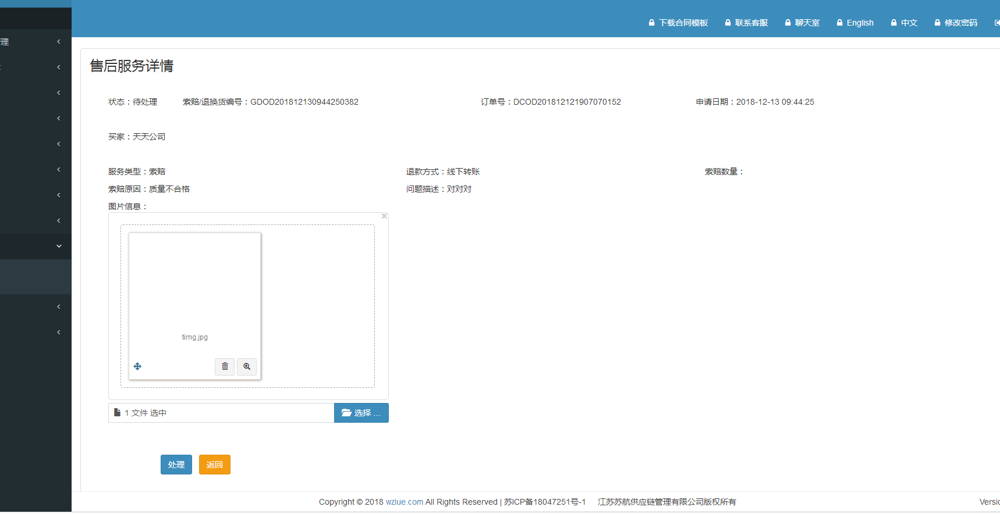 下载合同模板 联系客服 聊天室 English 中文 修改密码
理
售后服务详情
状态：待处理 索赔/退换货编号：GDOD201812130944250382 订单号：DCOD201812121907070152 申请日期：2018-12-13 09:44:25
买家：天天公司
服务类型：索赔 退款方式：线下转账 索赔数量：
索赔原因：质量不合格 问题描述：对对对
图片信息：
timg.jpg
1 文件 选中 选择 ...
处理 返回
Copyright © 2018 wzlue.com All Rights Reserved | 苏ICP备18047251号-1 江苏苏航供应链管理有限公司版权所有 Versio